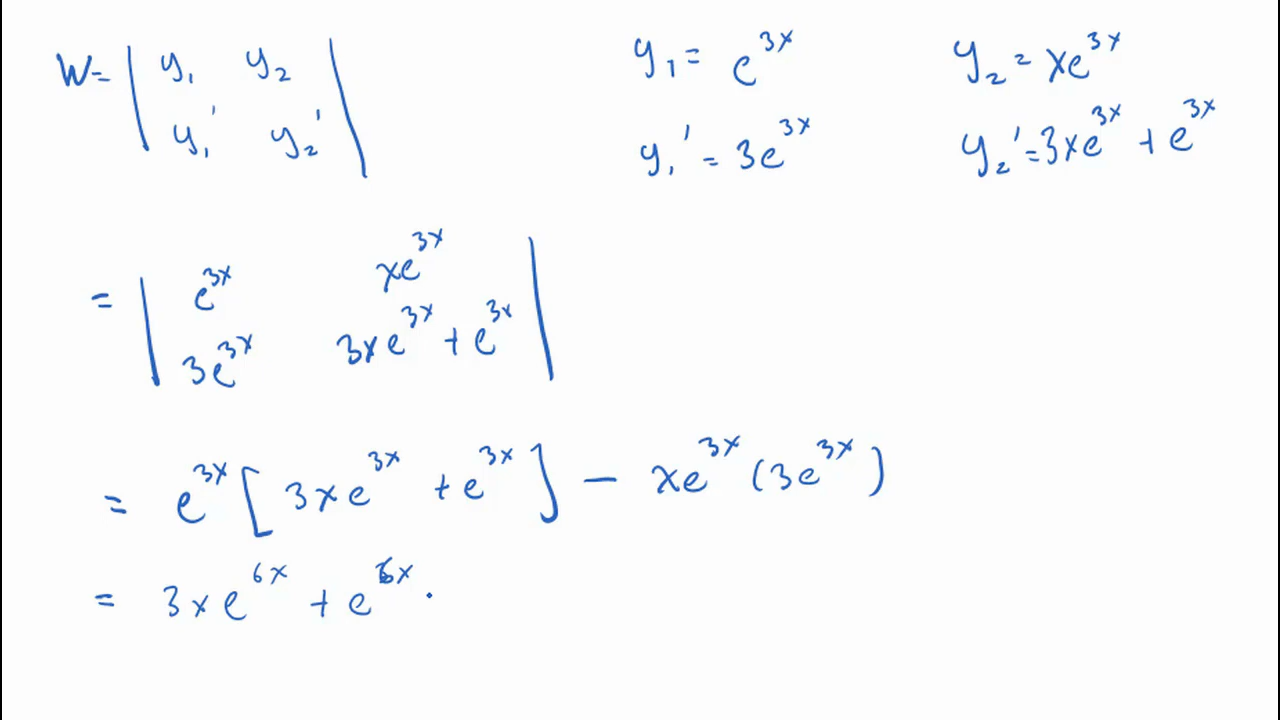 W= | y₁ y₂ | y₁ = e^{3x} y₂ = xe^{3x}
| y₁' y₂' | y₁' = 3e^{3x} y₂' = 3xe^{3x} + e^{3x}
= | e^{3x} xe^{3x} |
| 3e^{3x} 3xe^{3x} + e^{3x} |
= e^{3x} [ 3xe^{3x} + e^{3x} ] − xe^{3x} (3e^{3x})
= 3xe^{6x} + e^{6x}